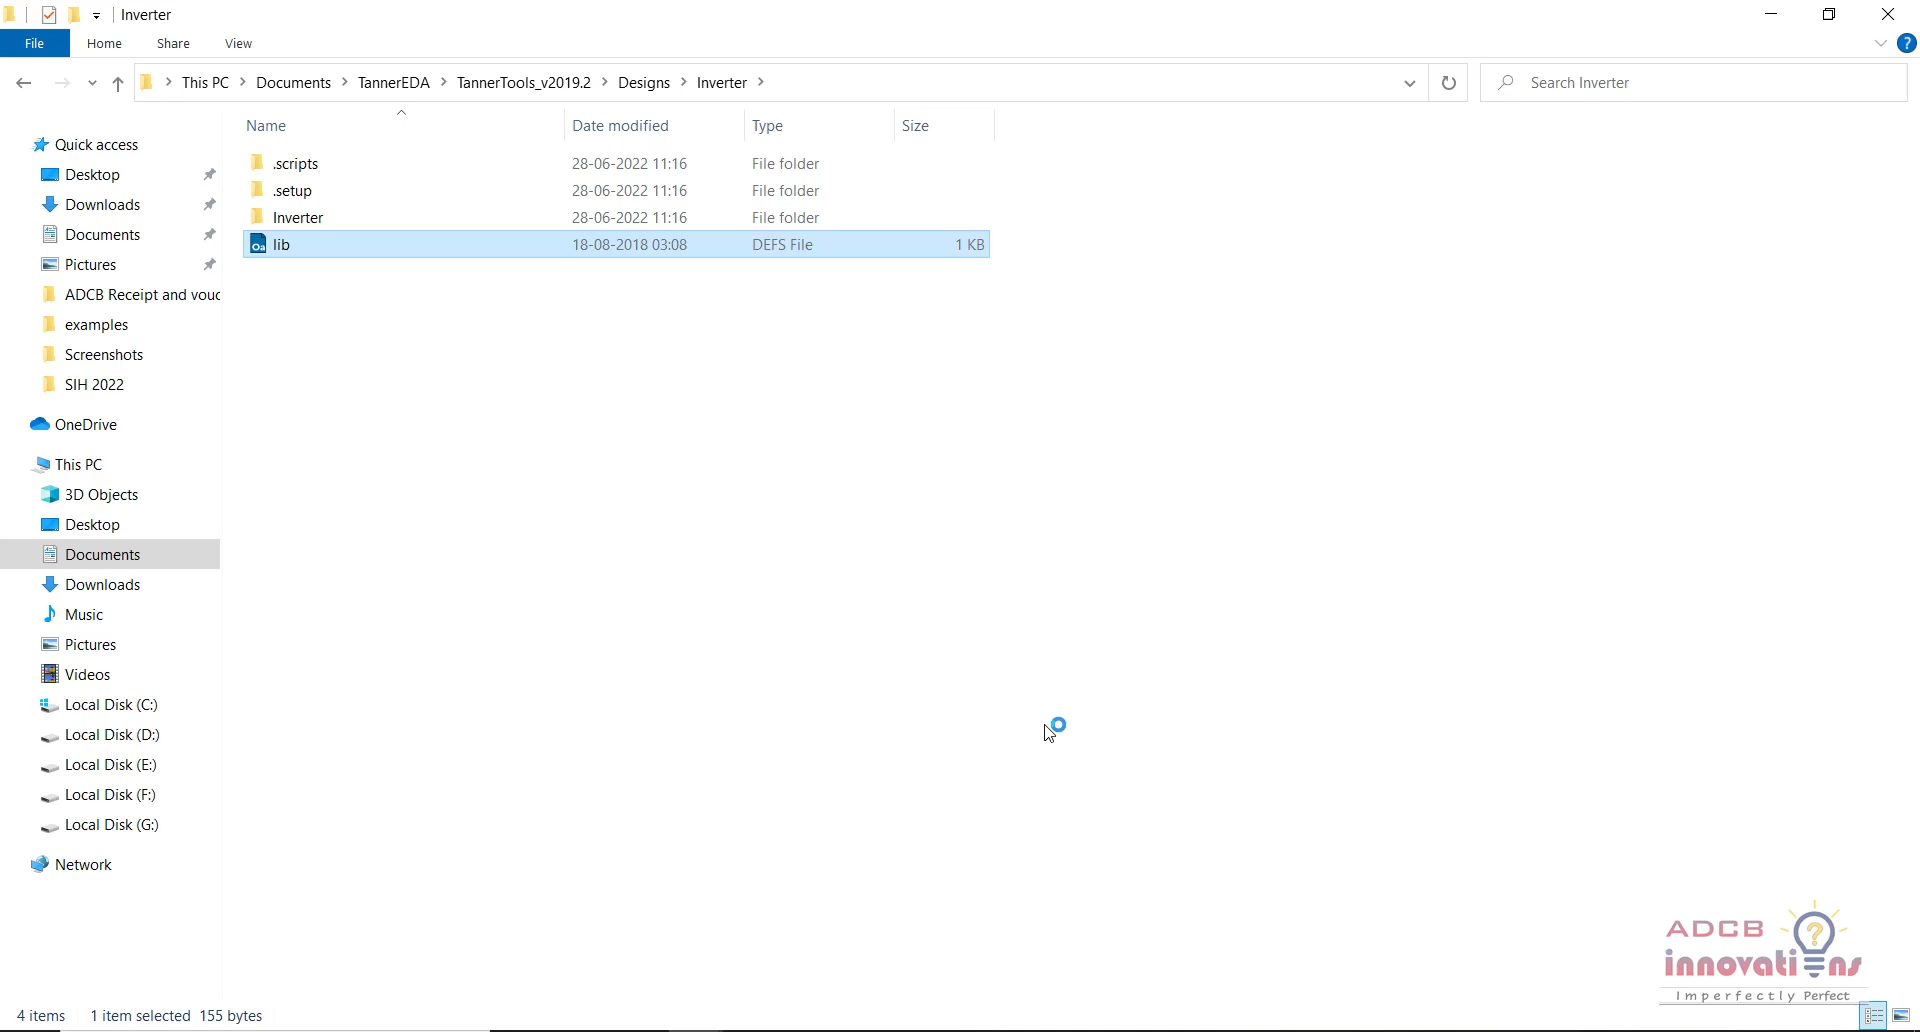 Inverter
File Home Share View ?
This PC Documents TannerEDA TannerTools_v2019.2 Designs Inverter
Search Inverter
Name Date modified Type Size
.scripts 28-06-2022 11:16 File folder
.setup 28-06-2022 11:16 File folder
Inverter 28-06-2022 11:16 File folder
Oa lib 18-08-2018 03:08 DEFS File 1 KB
Quick access
Desktop
Downloads
Documents
Pictures
ADCB Receipt and vouc
examples
Screenshots
SIH 2022
OneDrive
This PC
3D Objects
Desktop
Documents
Downloads
Music
Pictures
Videos
Local Disk (C:)
Local Disk (D:)
Local Disk (E:)
Local Disk (F:)
Local Disk (G:)
Network
ADCB
?
innovations
Imperfectly Perfect
4 items 1 item selected 155 bytes